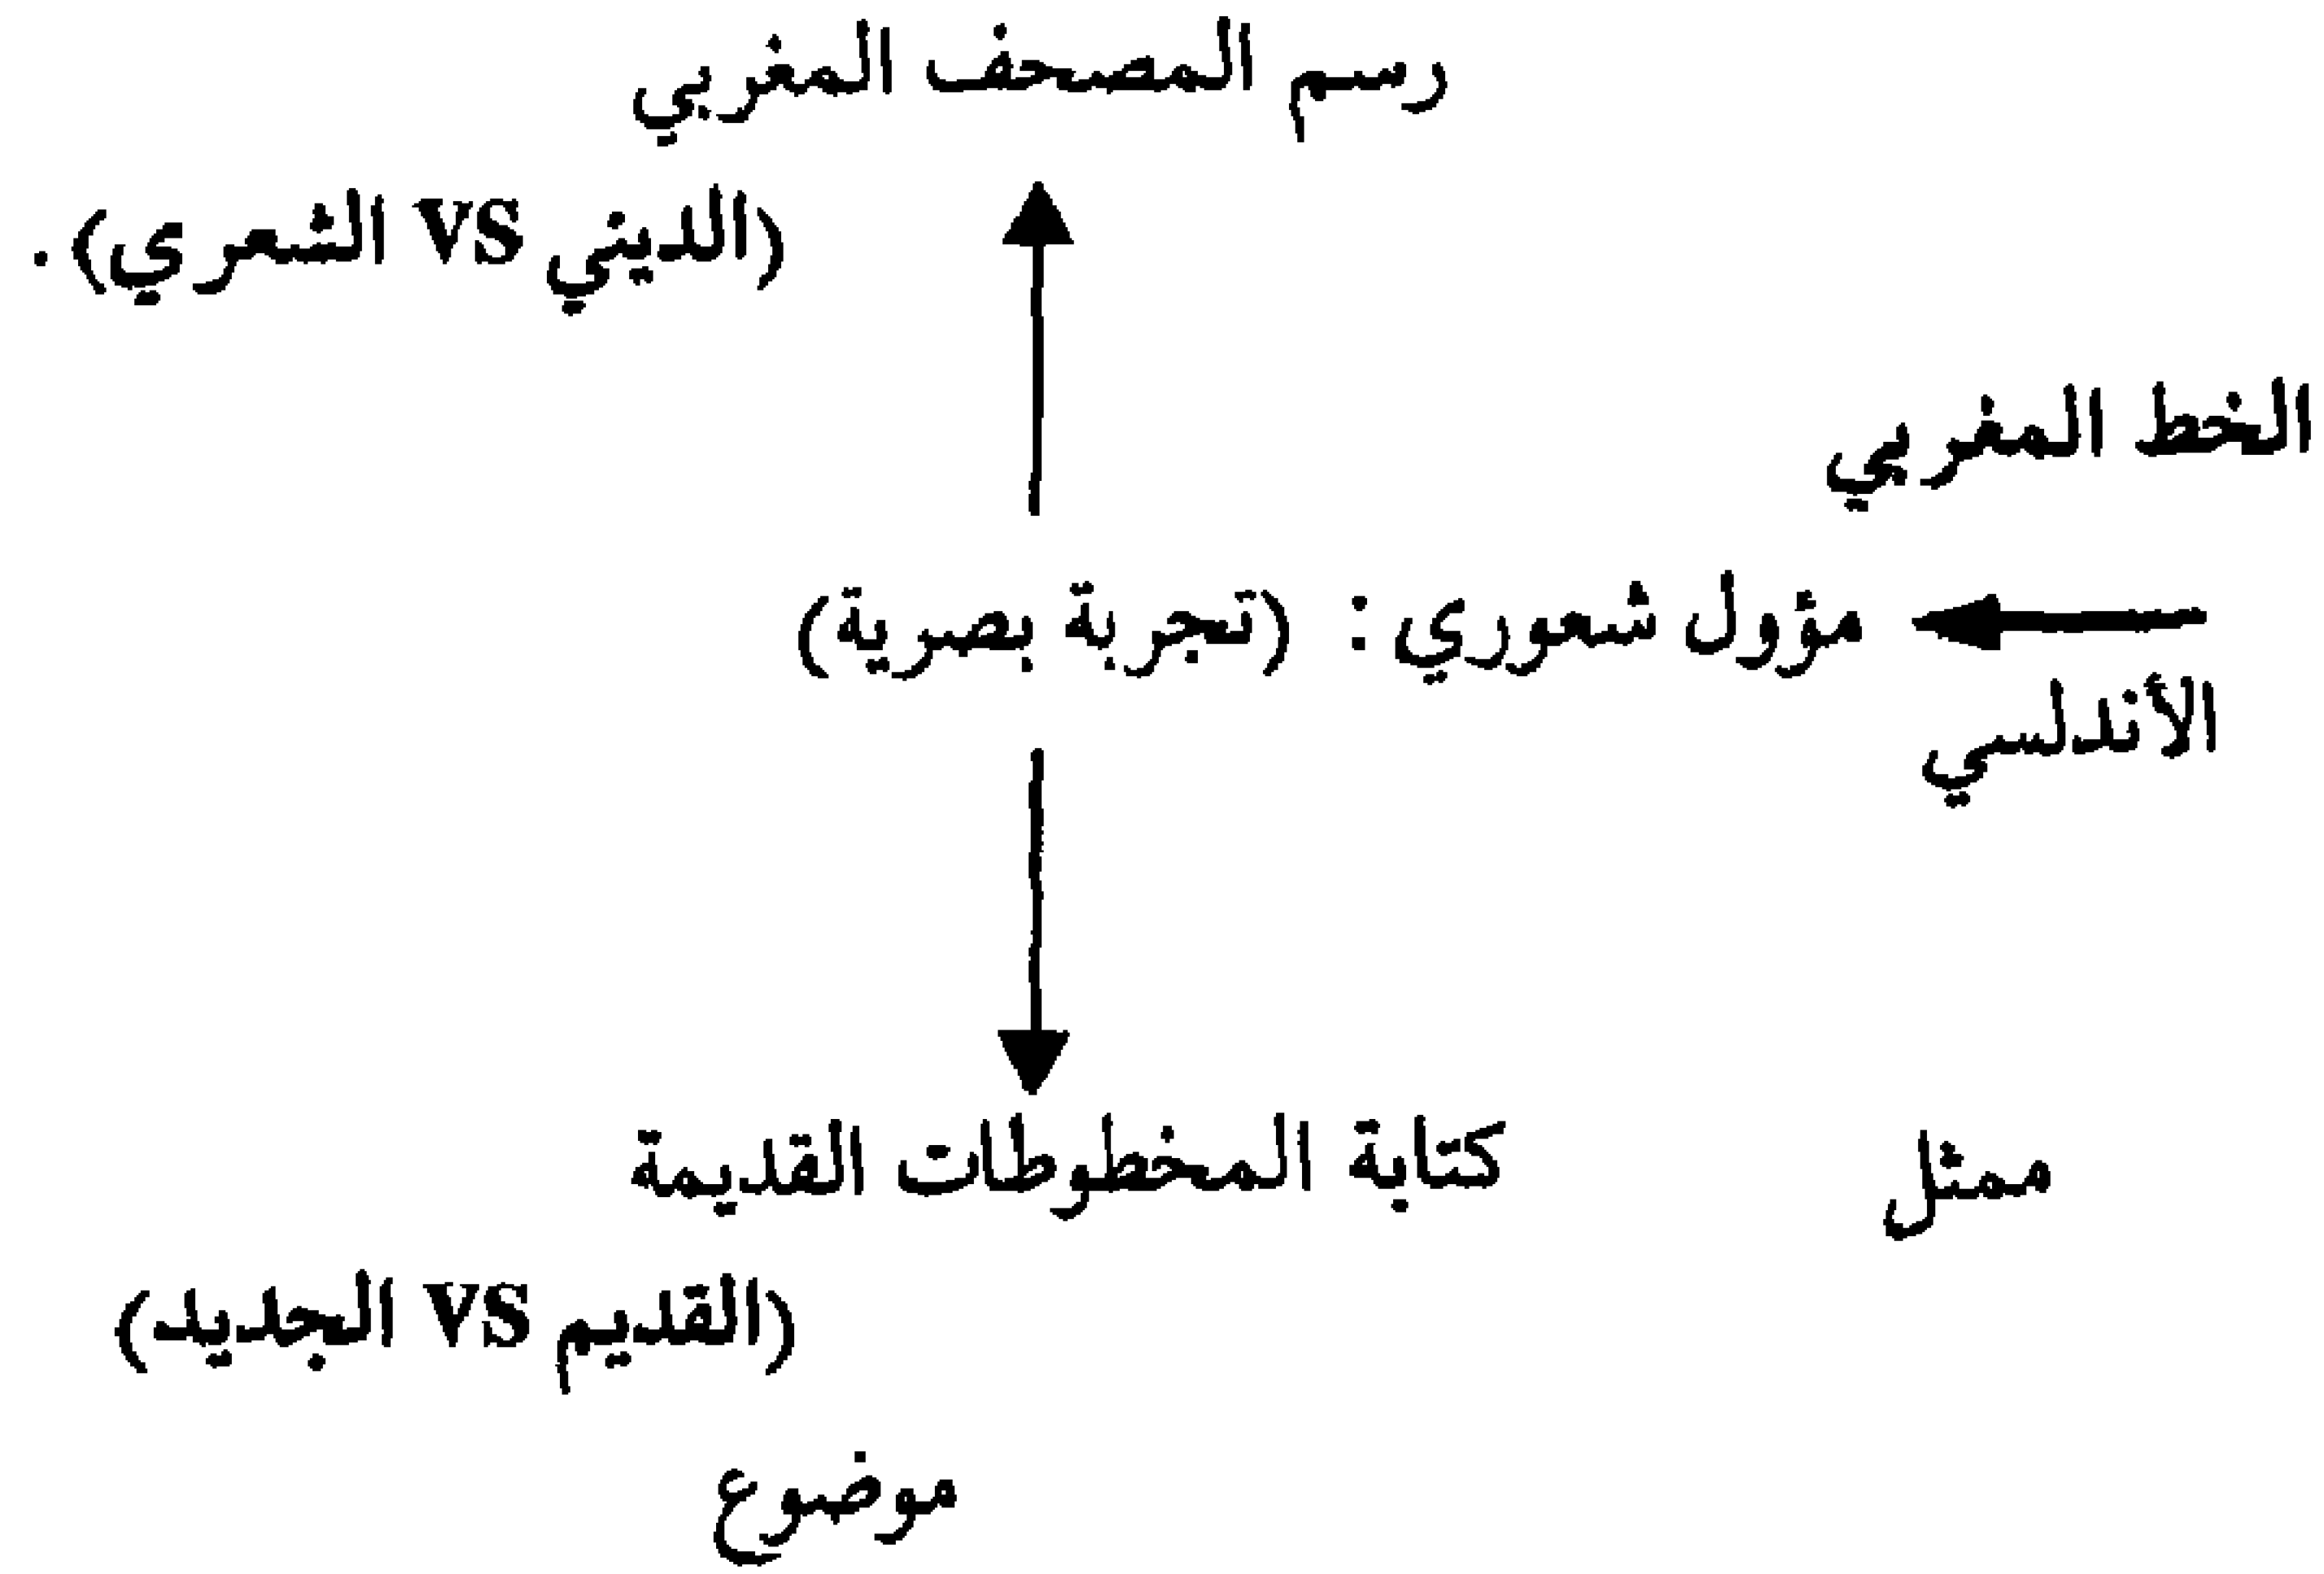 رسم المصحف المغربي
(الديني VS الشعري).
الخط المغربي
مؤول شعوري: (تجربة بصرية)
الأندلسي
ممثل
كتابة المخطوطات القديمة
(القديم VS الجديد)
موضوع